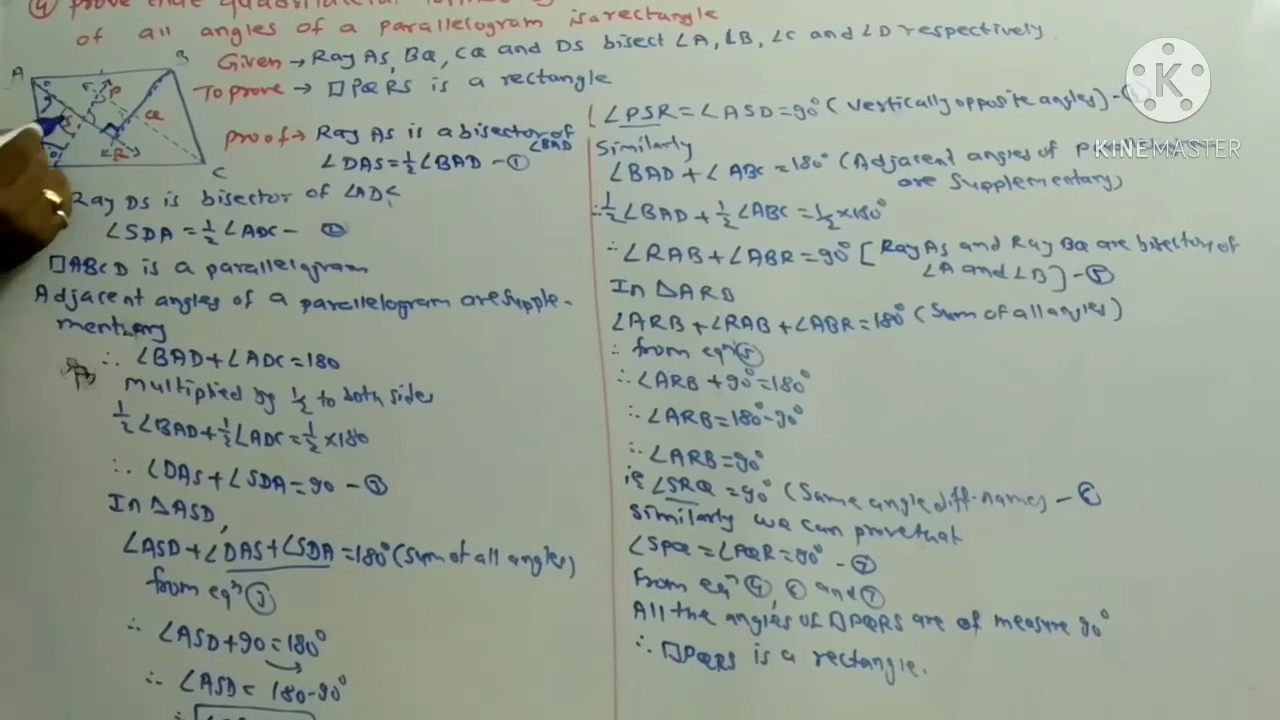 ④ Prove that quadrilateral formed by
of all angles of a parallelogram is a rectangle
Given → Ray AS, BQ, CQ and DS bisect ∠A, ∠B, ∠C and ∠D respectively.
To prove → □PQRS is a rectangle
A
B
P
S
Q
R
C
Proof → Ray AS is a bisector of
∠BAD
∠DAS = ½ ∠BAD - ①
Ray DS is bisector of ∠ADC
∠SDA = ½ ∠ADC - ②
□ABCD is a parallelogram
Adjacent angles of a parallelogram are supple-
mentary
∴ ∠BAD + ∠ADC = 180
multiplied by ½ to both sides
½ ∠BAD + ½ ∠ADC = ½ × 180
∴ ∠DAS + ∠SDA = 90 - ③
In △ASD,
∠ASD + ∠DAS + ∠SDA = 180° (Sum of all angles)
from eqⁿ ③
∴ ∠ASD + 90 = 180°
∴ ∠ASD = 180 - 90°
∠PSR = ∠ASD = 90° (Vertically opposite angles) -
Similarly
∠BAD + ∠ABC = 180° (Adjacent angles of
are supplementary)
∴ ½ ∠BAD + ½ ∠ABC = ½ × 180°
∴ ∠RAB + ∠ABR = 90° [Ray AS and Ray BQ are bisector of
∠A and ∠B] - ⑤
In △ARB
∠ARB + ∠RAB + ∠ABR = 180° (Sum of all angles)
∴ from eqⁿ ⑤
∴ ∠ARB + 90° = 180°
∴ ∠ARB = 180° - 90°
∴ ∠ARB = 90°
ie ∠SRQ = 90° (Same angle diff. names - ⑥
Similarly we can prove that
∠SPQ = ∠PQR = 90° - ⑦
From eqⁿ ④, ⑥ and ⑦
All the angles of □PQRS are of measure 90°
∴ □PQRS is a rectangle.
K
KINEMASTER